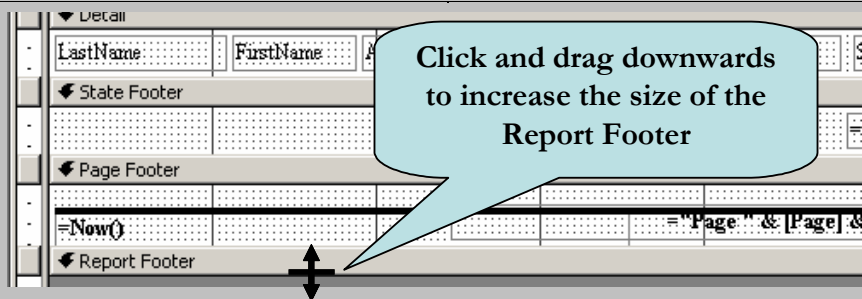 Detail
LastName FirstName
State Footer
Page Footer
=Now() ="Page " & [Page] &
Report Footer
Click and drag downwards
to increase the size of the
Report Footer